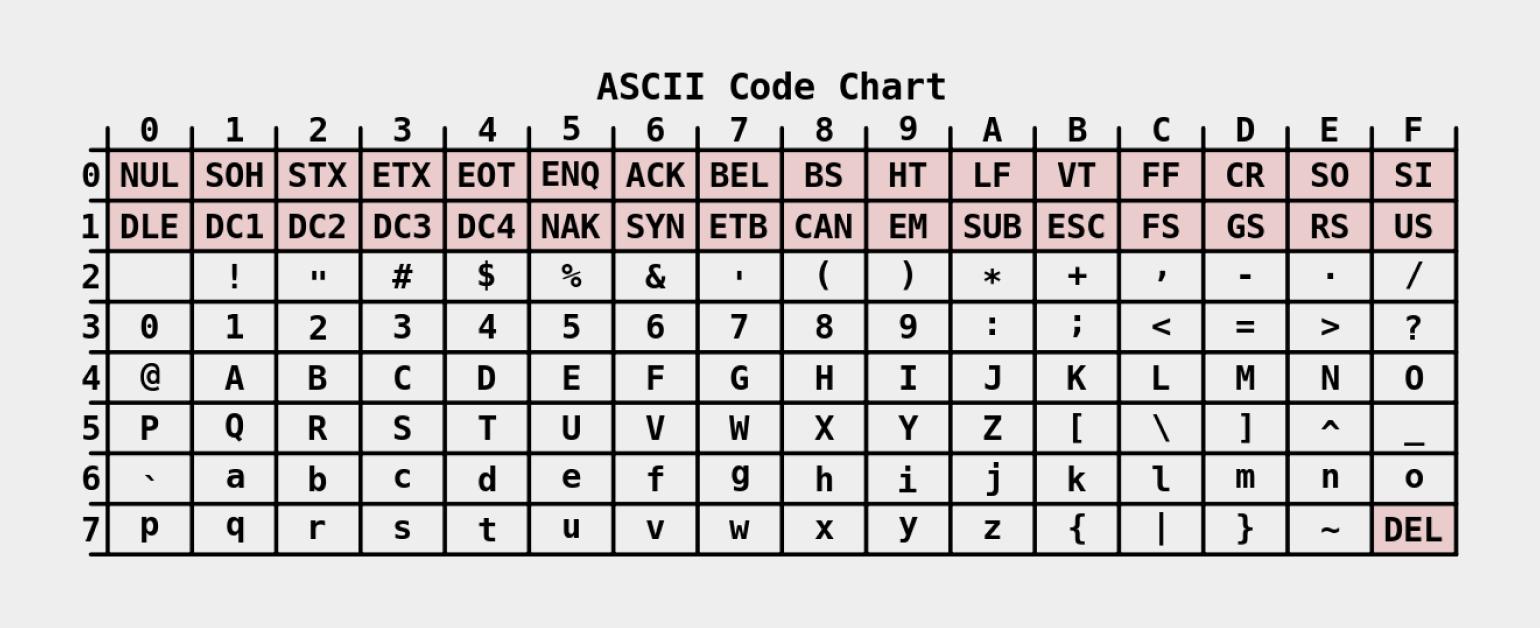 ASCII Code Chart
0 1 2 3 4 5 6 7 8 9 A B C D E F
0 NUL SOH STX ETX EOT ENQ ACK BEL BS HT LF VT FF CR SO SI
1 DLE DC1 DC2 DC3 DC4 NAK SYN ETB CAN EM SUB ESC FS GS RS US
2 ! " # $ % & ' ( ) * + , - . /
3 0 1 2 3 4 5 6 7 8 9 : ; < = > ?
4 @ A B C D E F G H I J K L M N O
5 P Q R S T U V W X Y Z [ \ ] ^ _
6 ` a b c d e f g h i j k l m n o
7 p q r s t u v w x y z { | } ~ DEL